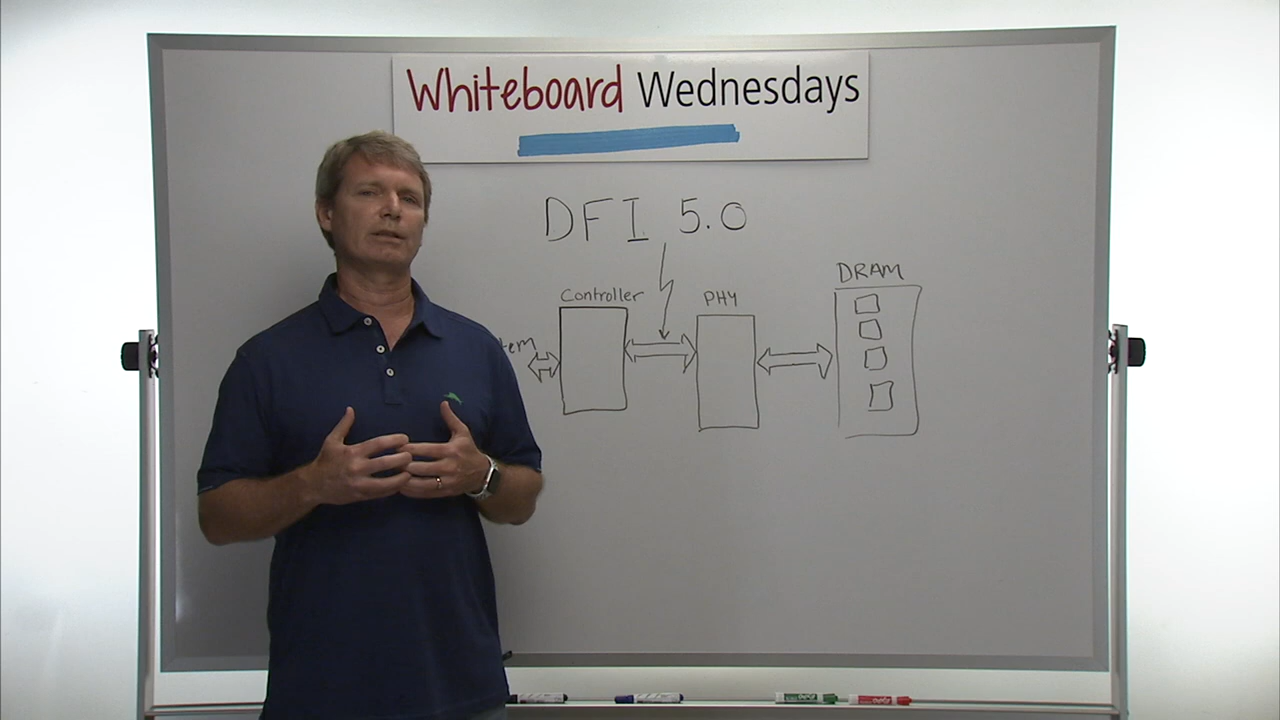 Whiteboard Wednesdays
DFI 5.0
DRAM
Controller
PHY